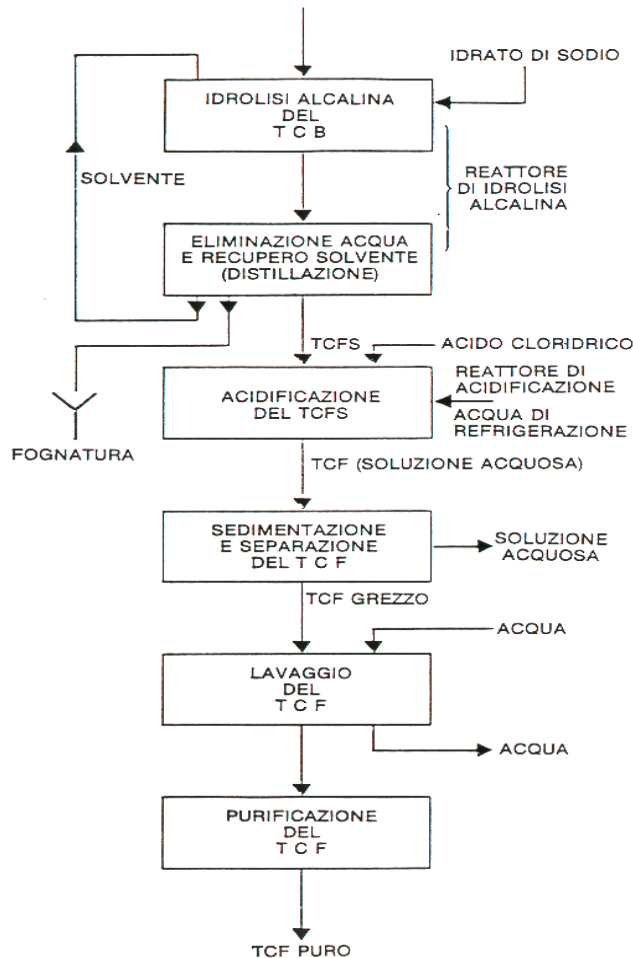 IDRATO DI SODIO
IDROLISI ALCALINA
DEL
T C B
SOLVENTE
REATTORE
DI IDROLISI
ALCALINA
ELIMINAZIONE ACQUA
E RECUPERO SOLVENTE
(DISTILLAZIONE)
TCFS
ACIDO CLORIDRICO
REATTORE DI
ACIDIFICAZIONE
ACIDIFICAZIONE
DEL TCFS
ACQUA DI
REFRIGERAZIONE
FOGNATURA
TCF (SOLUZIONE ACQUOSA)
SEDIMENTAZIONE
E SEPARAZIONE
DEL T C F
SOLUZIONE
ACQUOSA
TCF GREZZO
ACQUA
LAVAGGIO
DEL
T C F
ACQUA
PURIFICAZIONE
DEL
T C F
TCF PURO